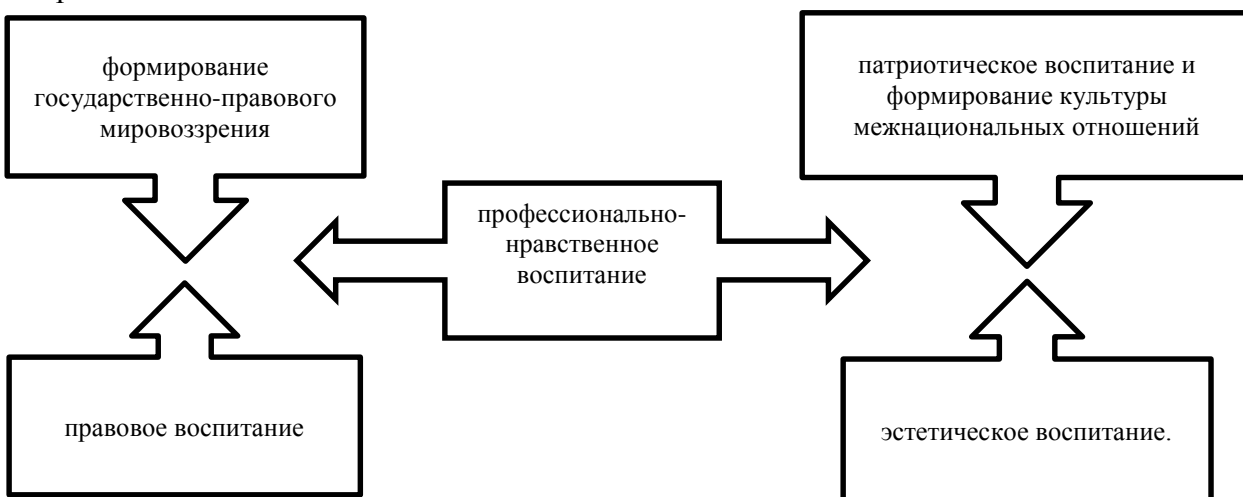 формирование
государственно-правового
мировоззрения
патриотическое воспитание и
формирование культуры
межнациональных отношений
профессионально-
нравственное
воспитание
правовое воспитание
эстетическое воспитание.